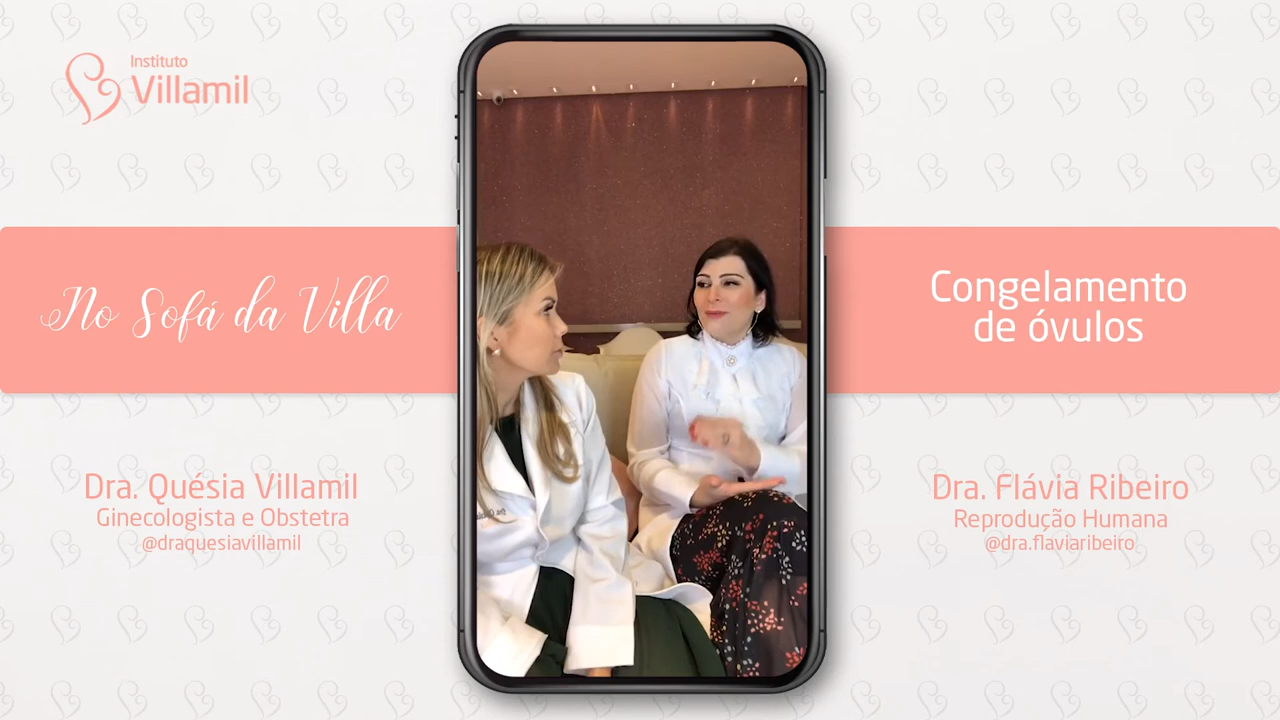 Instituto
Villamil
No Sofá da Villa
Congelamento
de óvulos
Dra. Quésia Villamil
Ginecologista e Obstetra
@draquesiavillamil
Dra. Flávia Ribeiro
Reprodução Humana
@dra.flaviaribeiro